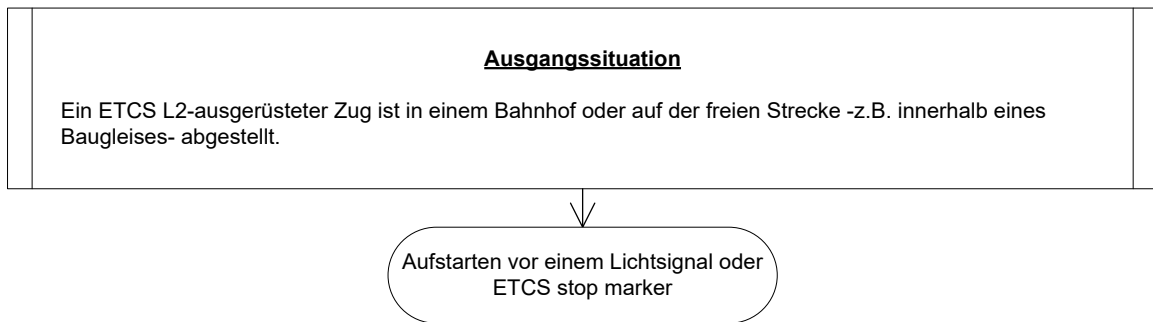 Ausgangssituation
Ein ETCS L2-ausgerüsteter Zug ist in einem Bahnhof oder auf der freien Strecke -z.B. innerhalb eines
Baugleises- abgestellt.
Aufstarten vor einem Lichtsignal oder
ETCS stop marker